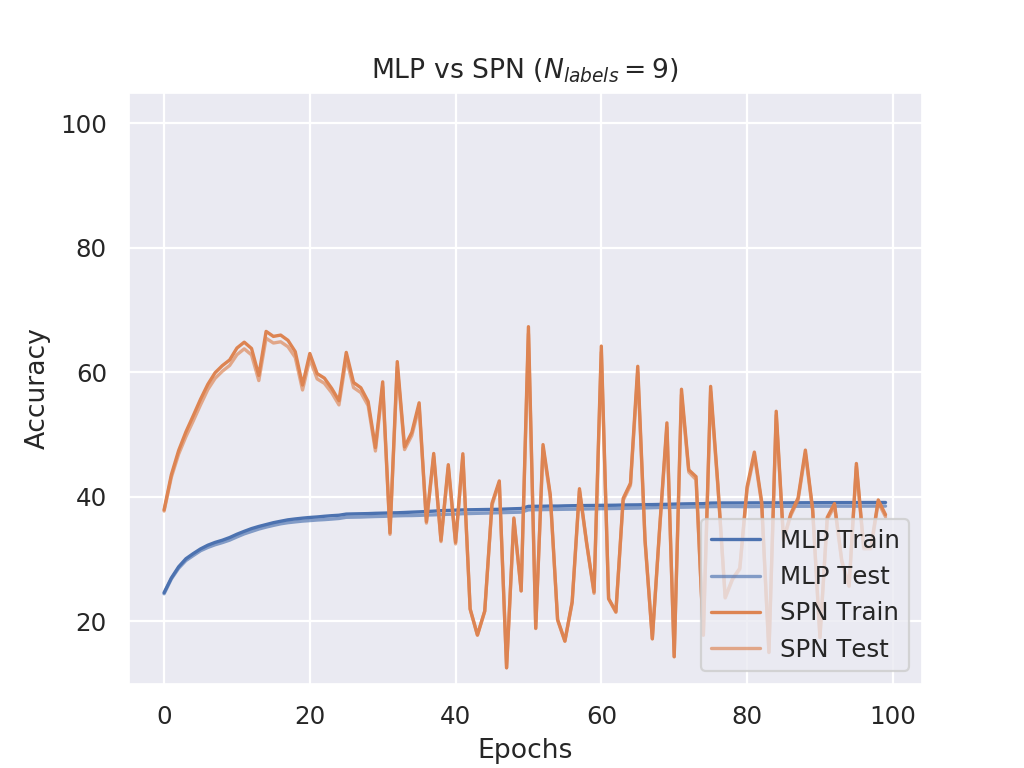 MLP vs SPN (N_labels = 9)
Accuracy
100
80
60
40
20
0 20 40 60 80 100
Epochs
MLP Train
MLP Test
SPN Train
SPN Test